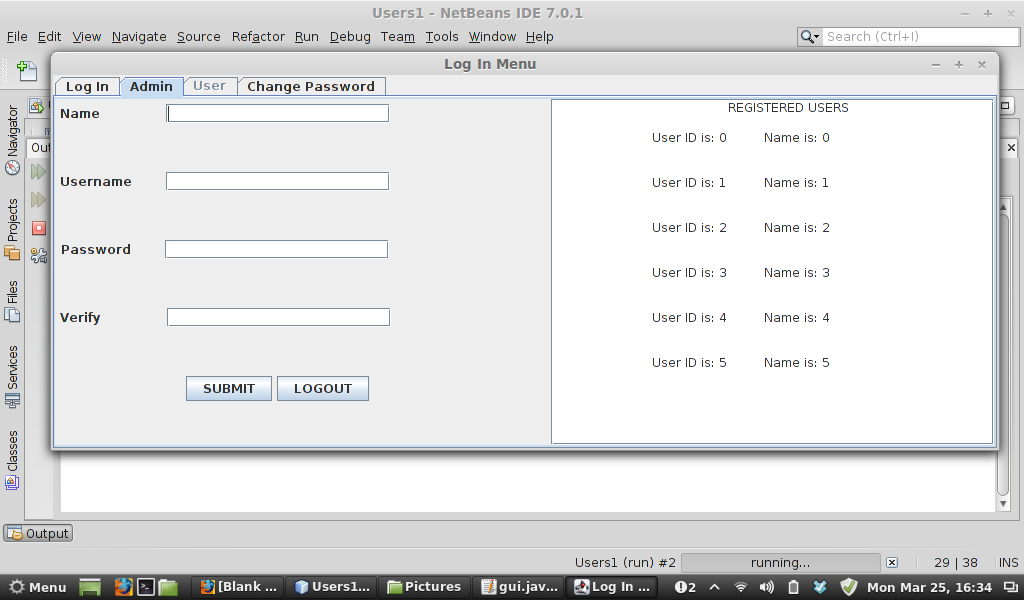 Users1 - NetBeans IDE 7.0.1
File Edit View Navigate Source Refactor Run Debug Team Tools Window Help
Search (Ctrl+I)
Log In Menu
Log In Admin User Change Password
Name
Username
Password
Verify
SUBMIT LOGOUT
REGISTERED USERS
User ID is: 0 Name is: 0
User ID is: 1 Name is: 1
User ID is: 2 Name is: 2
User ID is: 3 Name is: 3
User ID is: 4 Name is: 4
User ID is: 5 Name is: 5
Navigator
Projects
Files
Services
Classes
Out
Output
Users1 (run) #2 running... 29 | 38 INS
Menu [Blank ... Users1... Pictures gui.jav... Log In ... 2 Mon Mar 25, 16:34